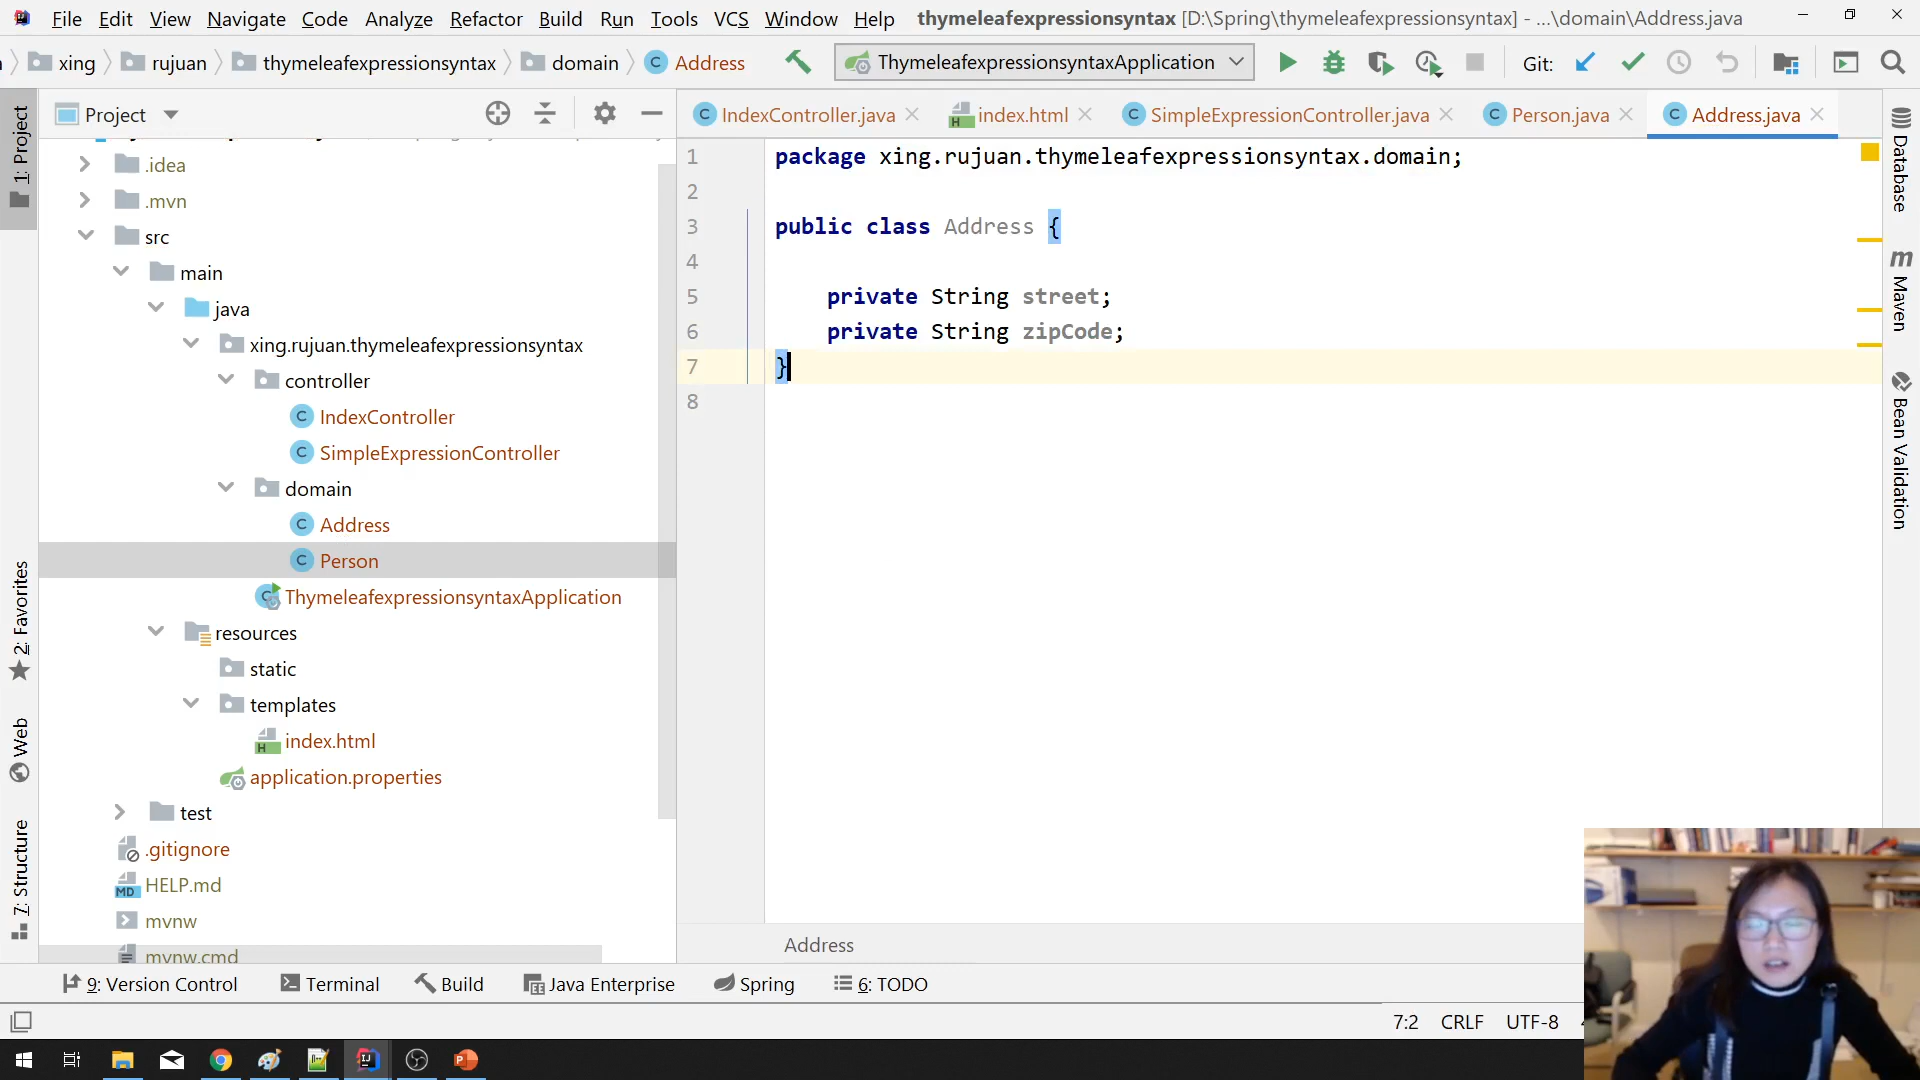 File Edit View Navigate Code Analyze Refactor Build Run Tools VCS Window Help thymeleafexpressionsyntax [D:\Spring\thymeleafexpressionsyntax] - ...\domain\Address.java
xing rujuan thymeleafexpressionsyntax domain Address ThymeleafexpressionsyntaxApplication Git:
Project
IndexController.java index.html SimpleExpressionController.java Person.java Address.java
.idea
.mvn
src
main
java
xing.rujuan.thymeleafexpressionsyntax
controller
IndexController
SimpleExpressionController
domain
Address
Person
ThymeleafexpressionsyntaxApplication
resources
static
templates
index.html
application.properties
test
.gitignore
HELP.md
mvnw
mvnw.cmd
1 package xing.rujuan.thymeleafexpressionsyntax.domain;
2
3 public class Address {
4
5 private String street;
6 private String zipCode;
7 }
8
Address
1: Project
2: Favorites
Web
7: Structure
Database
Maven
Bean Validation
9: Version Control Terminal Build Java Enterprise Spring 6: TODO
7:2 CRLF UTF-8